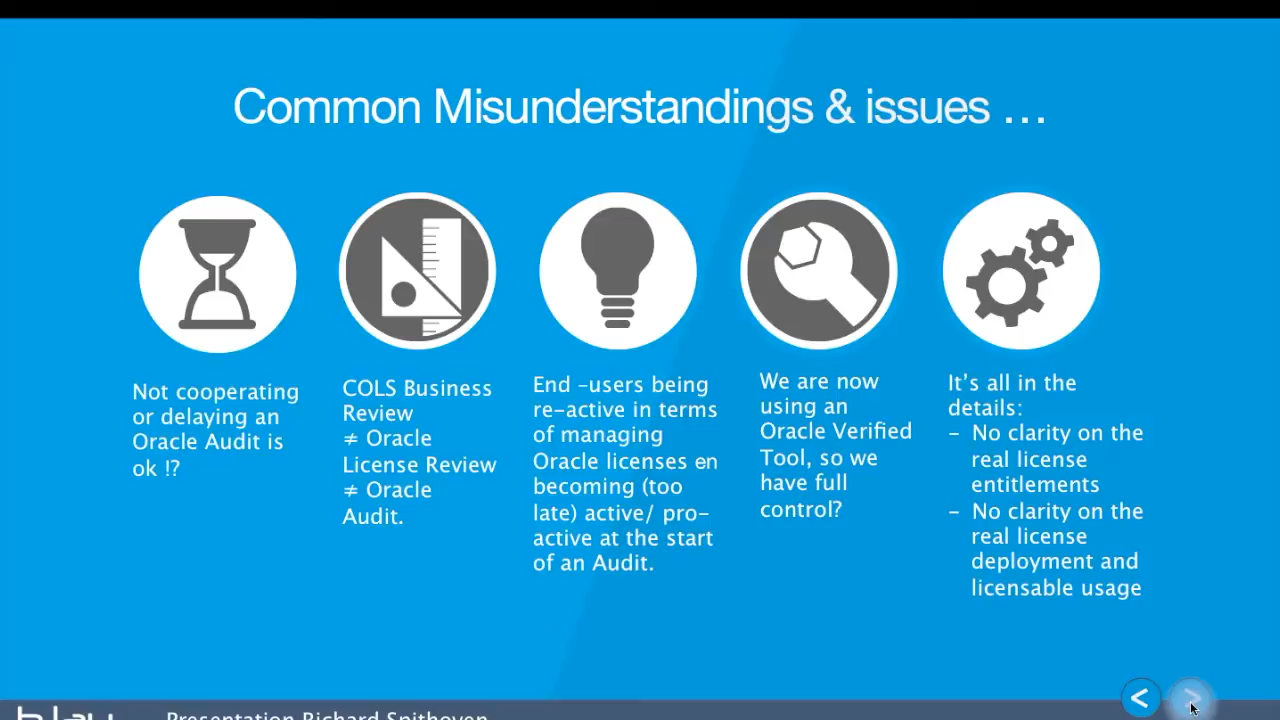 Common Misunderstandings & issues ...
Not cooperating
or delaying an
Oracle Audit is
ok !?
COLS Business
Review
≠ Oracle
License Review
≠ Oracle
Audit.
End -users being
re-active in terms
of managing
Oracle licenses en
becoming (too
late) active/ pro-
active at the start
of an Audit.
We are now
using an
Oracle Verified
Tool, so we
have full
control?
It's all in the
details:
- No clarity on the
real license
entitlements
- No clarity on the
real license
deployment and
licensable usage
Presentation Richard Spithoven